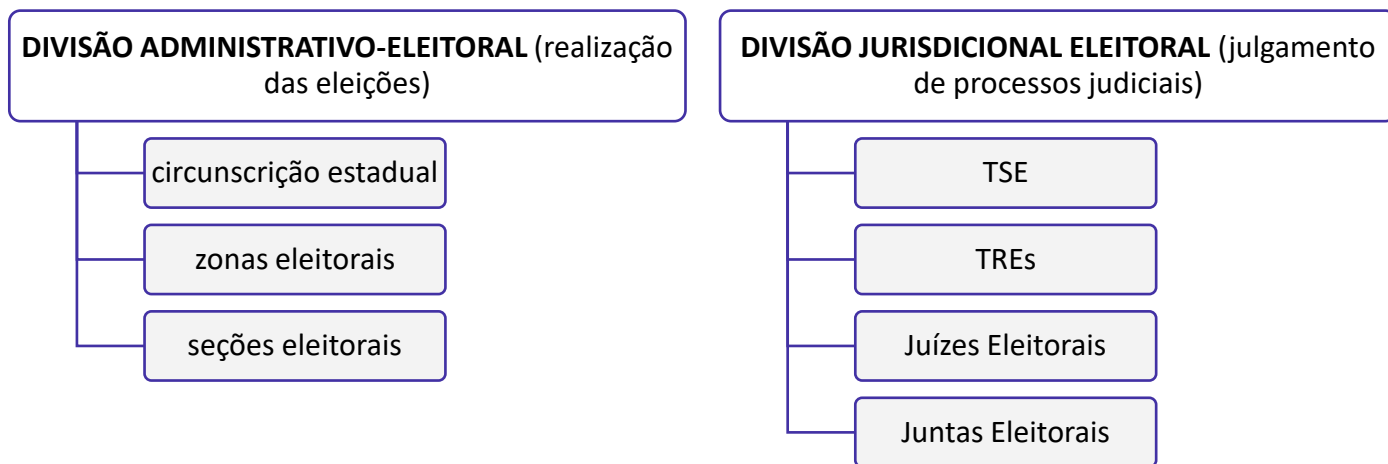 DIVISÃO ADMINISTRATIVO-ELEITORAL (realização
das eleições)
circunscrição estadual
zonas eleitorais
seções eleitorais
DIVISÃO JURISDICIONAL ELEITORAL (julgamento
de processos judiciais)
TSE
TREs
Juízes Eleitorais
Juntas Eleitorais